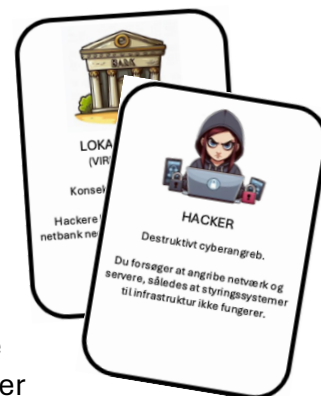 BANK
LOKA
(VIR
Konsek
Hackere
netbank ne
HACKER
Destruktivt cyberangreb.
Du forsøger at angribe netværk og
servere, således at styringssystemer
til infrastruktur ikke fungerer.
er